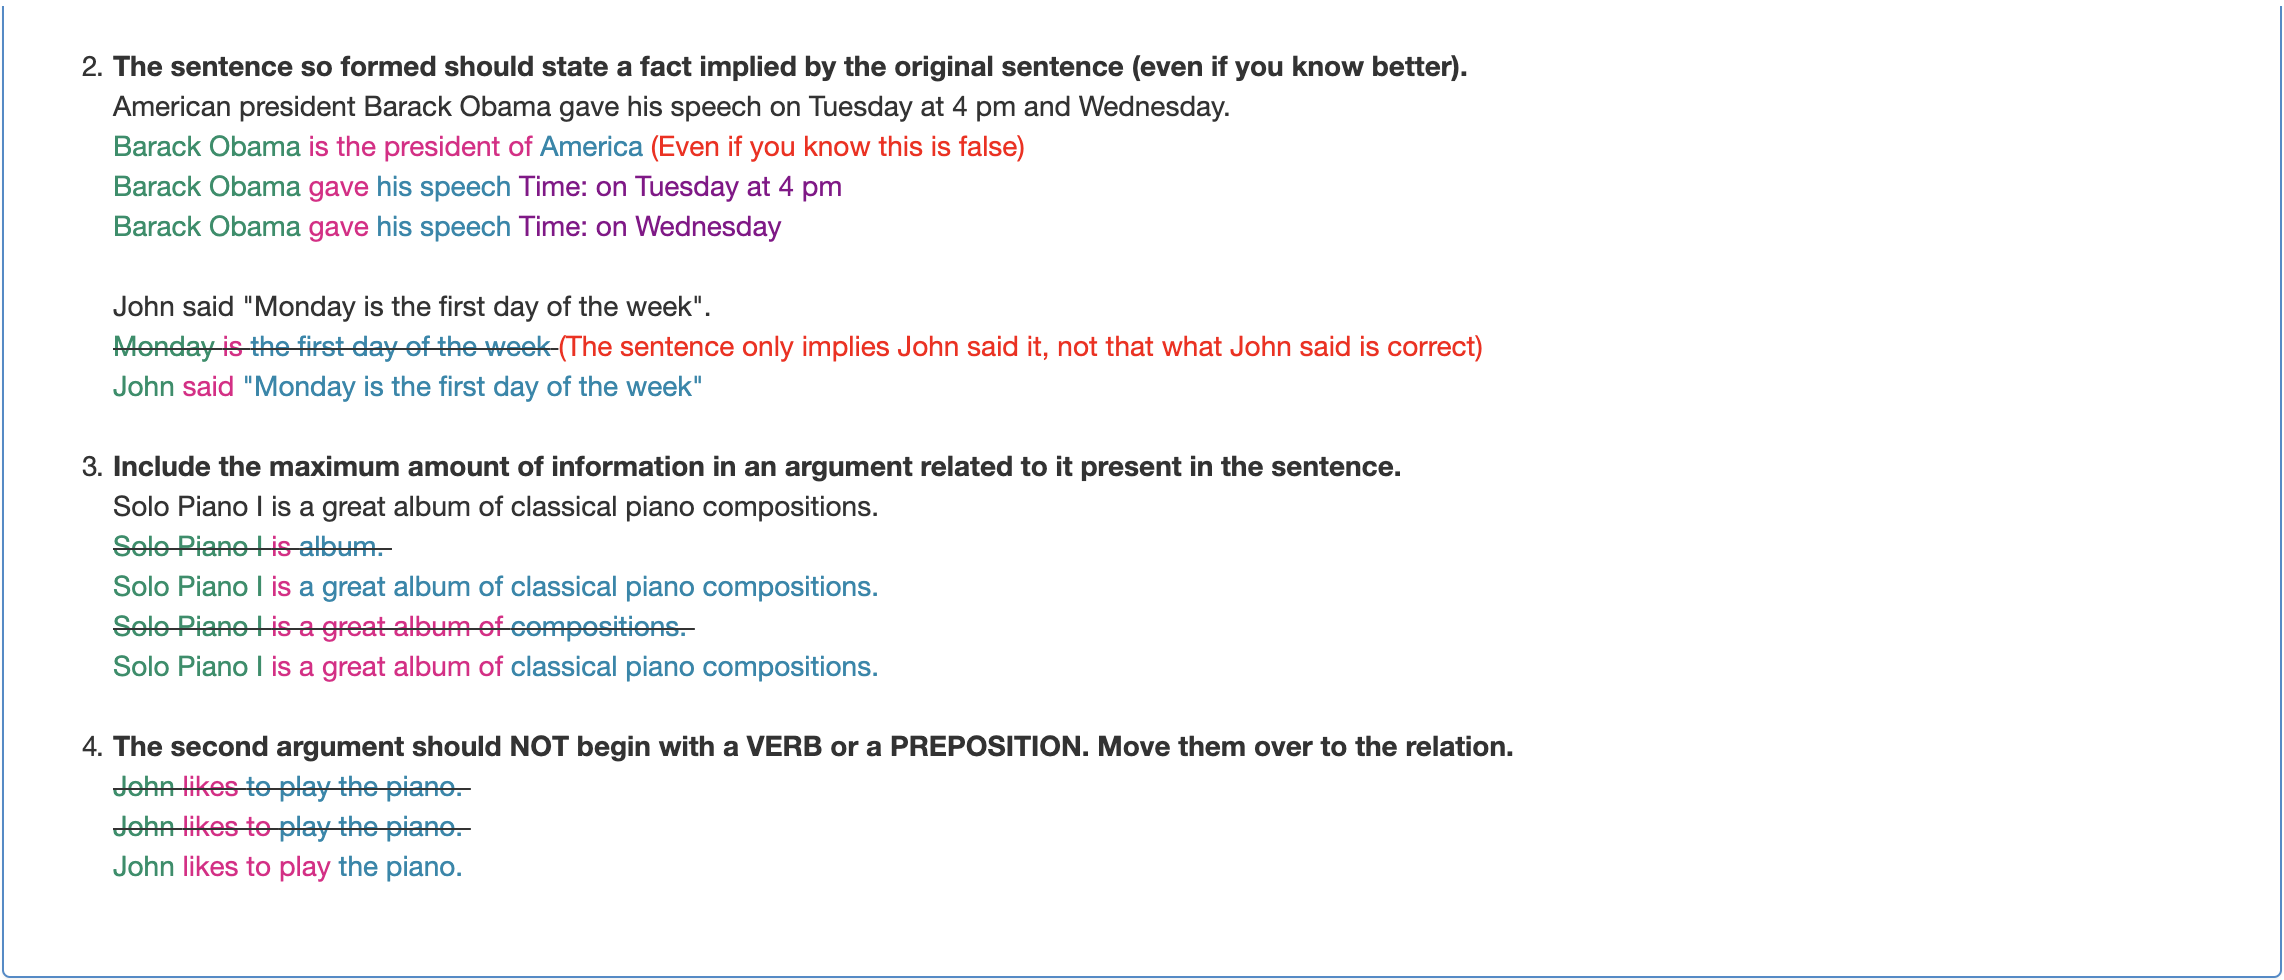 2. The sentence so formed should state a fact implied by the original sentence (even if you know better).
American president Barack Obama gave his speech on Tuesday at 4 pm and Wednesday.
Barack Obama is the president of America (Even if you know this is false)
Barack Obama gave his speech Time: on Tuesday at 4 pm
Barack Obama gave his speech Time: on Wednesday
John said "Monday is the first day of the week".
Monday is the first day of the week (The sentence only implies John said it, not that what John said is correct)
John said "Monday is the first day of the week"
3. Include the maximum amount of information in an argument related to it present in the sentence.
Solo Piano I is a great album of classical piano compositions.
Solo Piano I is album.
Solo Piano I is a great album of classical piano compositions.
Solo Piano I is a great album of compositions.
Solo Piano I is a great album of classical piano compositions.
4. The second argument should NOT begin with a VERB or a PREPOSITION. Move them over to the relation.
John likes to play the piano.
John likes to play the piano.
John likes to play the piano.